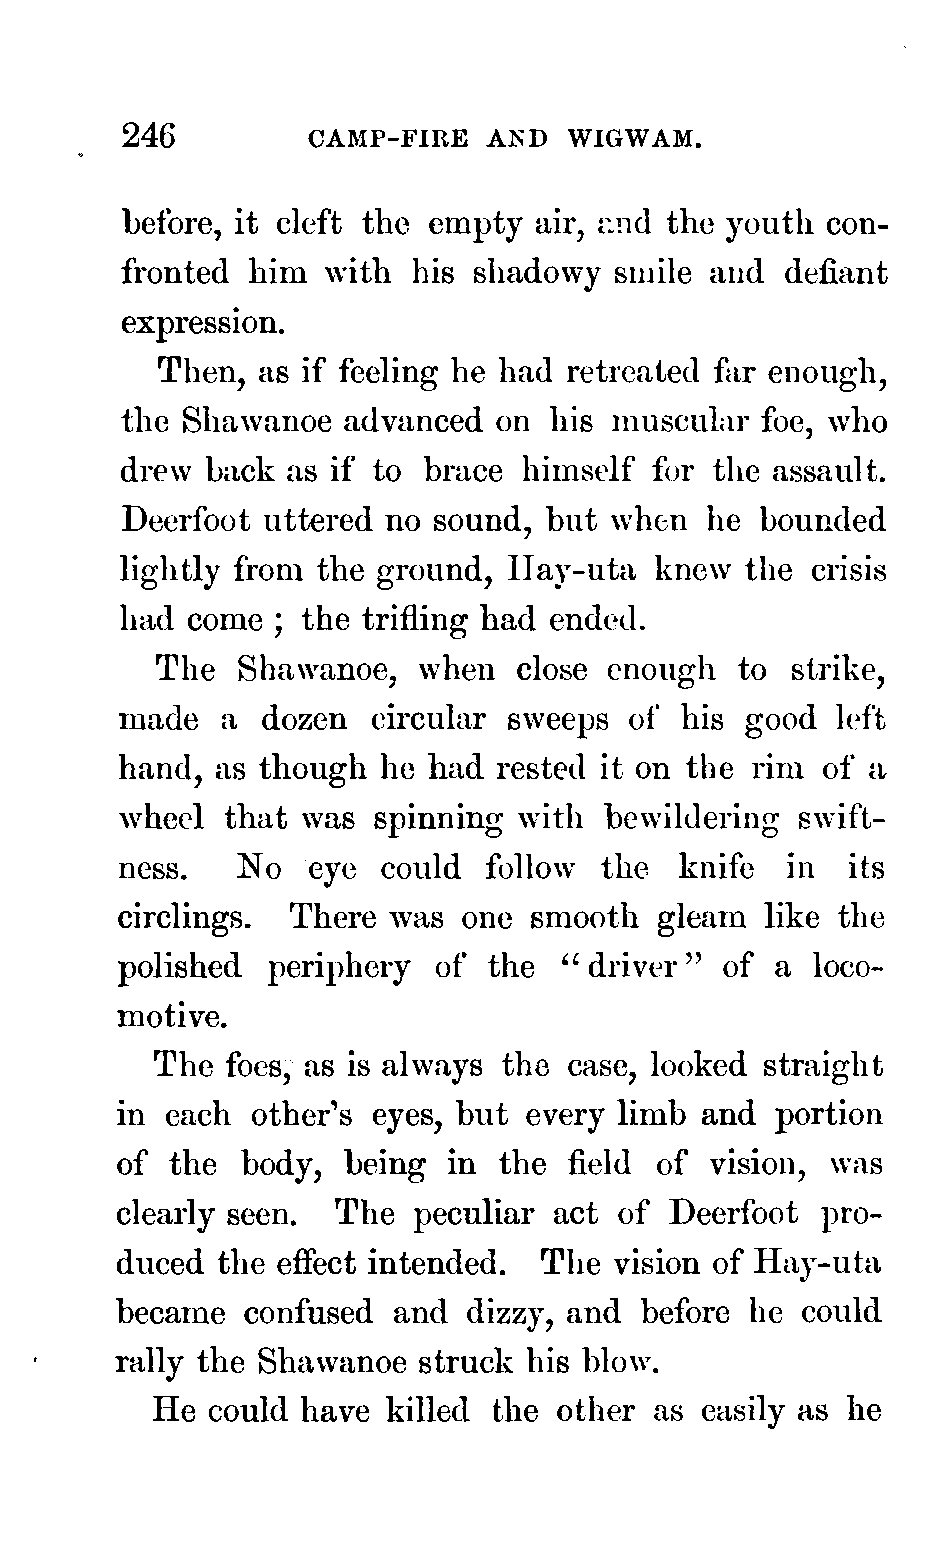 246 CAMP-FIRE AND WIGWAM.
before, it cleft the empty air, and the youth con-
fronted him with his shadowy smile and defiant
expression.
Then, as if feeling he had retreated far enough,
the Shawanoe advanced on his muscular foe, who
drew back as if to brace himself for the assault.
Deerfoot uttered no sound, but when he bounded
lightly from the ground, Hay-uta knew the crisis
had come ; the trifling had ended.
The Shawanoe, when close enough to strike,
made a dozen circular sweeps of his good left
hand, as though he had rested it on the rim of a
wheel that was spinning with bewildering swift-
ness. No eye could follow the knife in its
circlings. There was one smooth gleam like the
polished periphery of the “driver” of a loco-
motive.
The foes, as is always the case, looked straight
in each other's eyes, but every limb and portion
of the body, being in the field of vision, was
clearly seen. The peculiar act of Deerfoot pro-
duced the effect intended. The vision of Hay-uta
became confused and dizzy, and before he could
rally the Shawanoe struck his blow.
He could have killed the other as easily as he